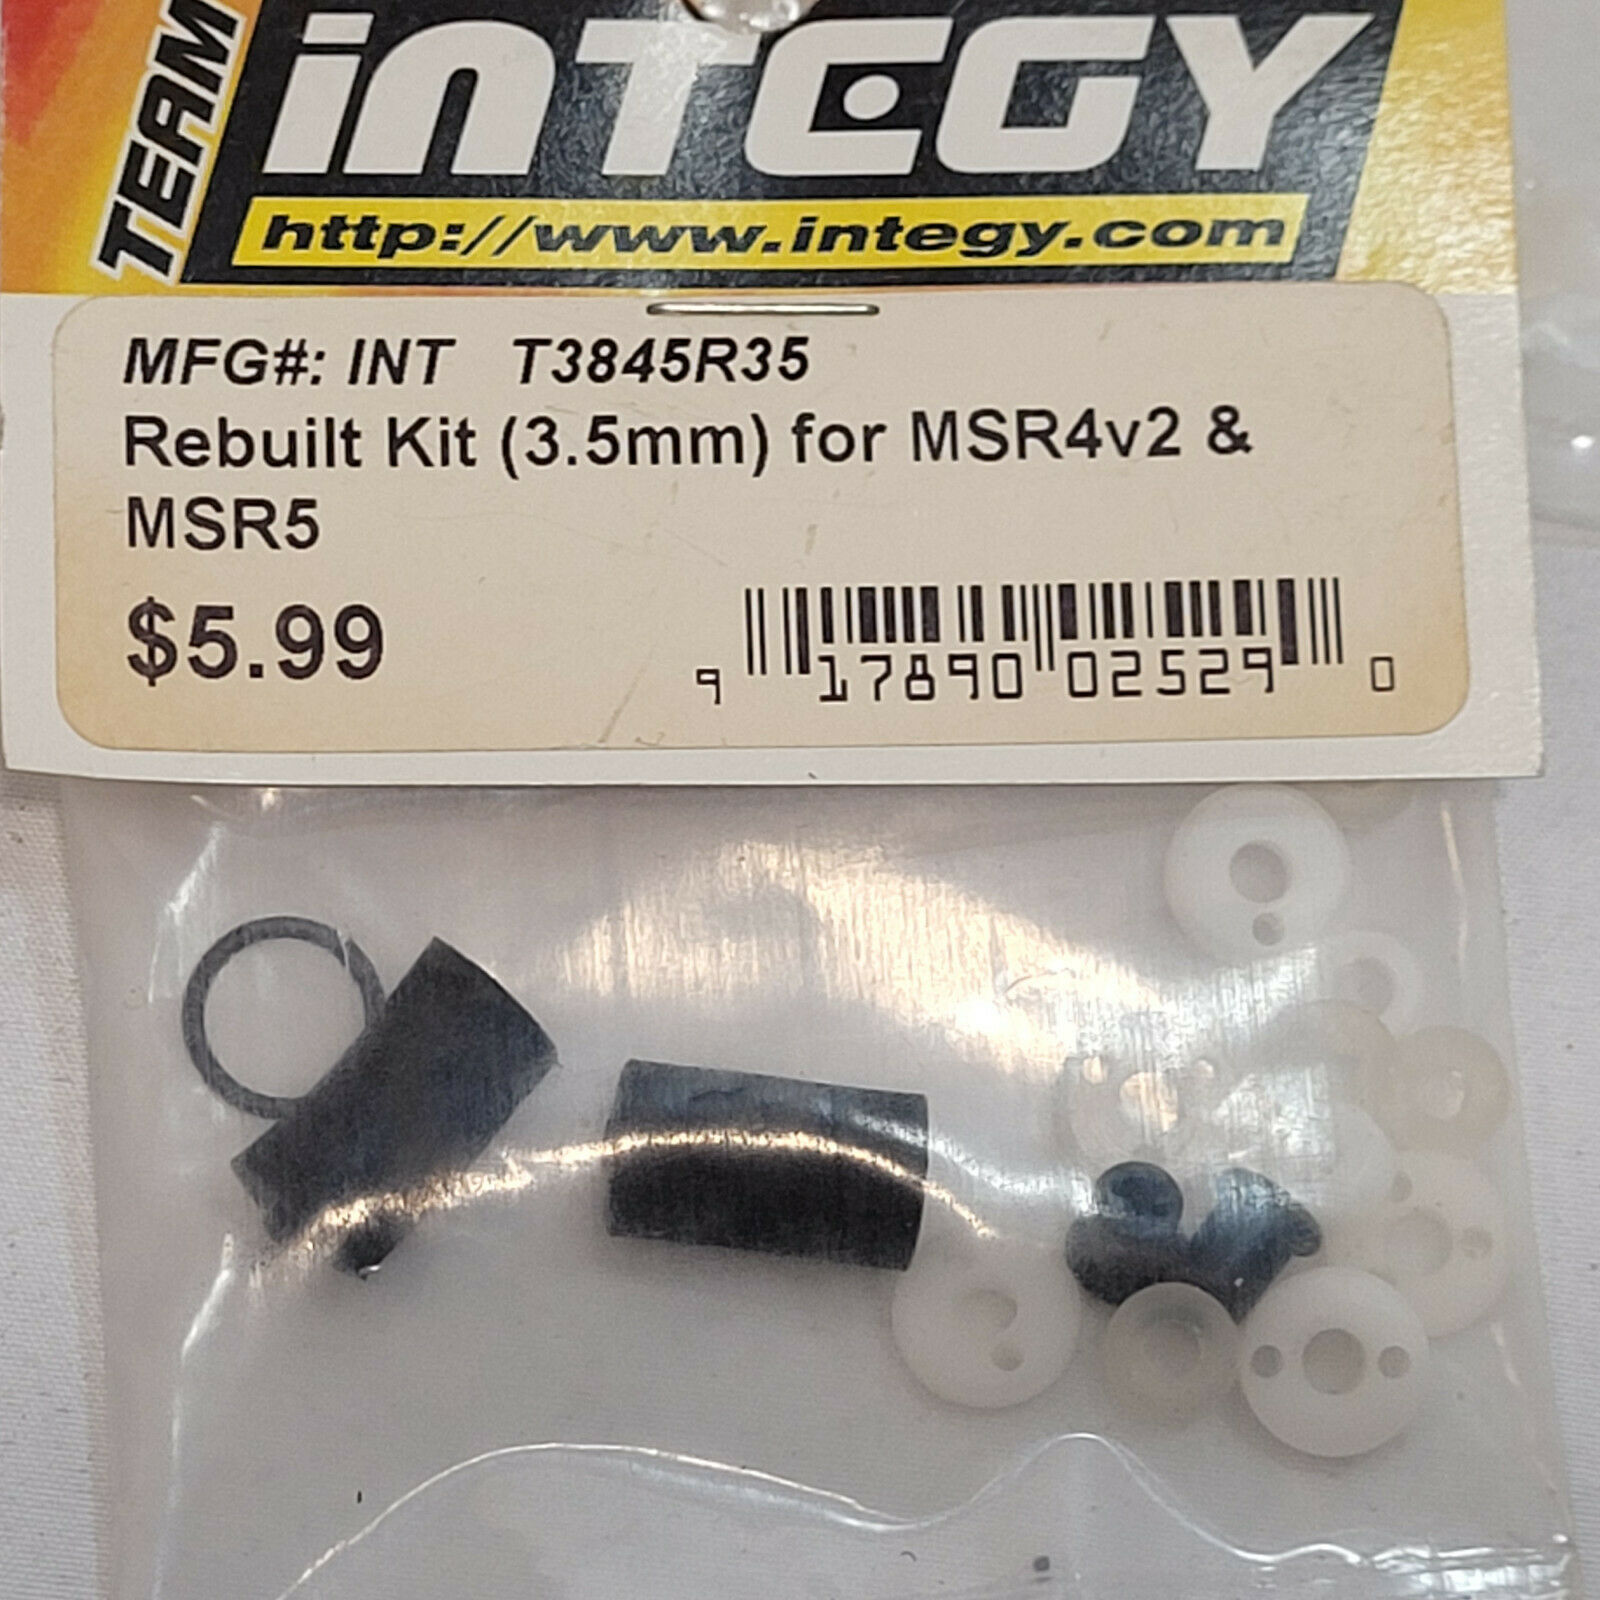 TEAM
iNTEGY
http://www.integy.com
MFG#: INT T3845R35
Rebuilt Kit (3.5mm) for MSR4v2 &
MSR5
$5.99
9 17890 02529 0